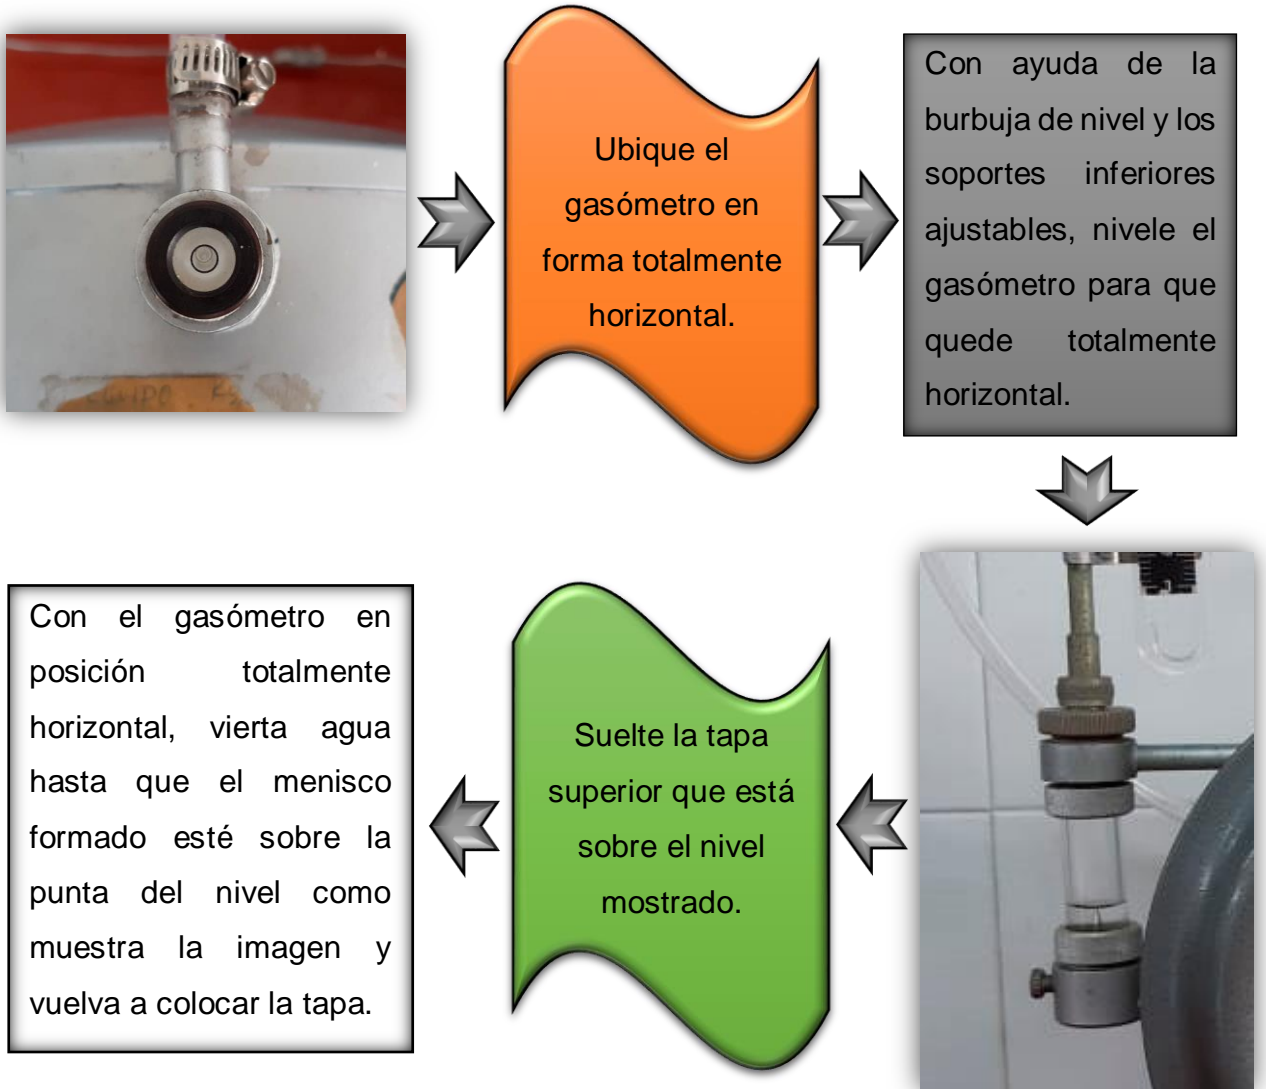 Ubique el
gasómetro en
forma totalmente
horizontal.
Con ayuda de la
burbuja de nivel y los
soportes inferiores
ajustables, nivele el
gasómetro para que
quede totalmente
horizontal.
Suelte la tapa
superior que está
sobre el nivel
mostrado.
Con el gasómetro en
posición totalmente
horizontal, vierta agua
hasta que el menisco
formado esté sobre la
punta del nivel como
muestra la imagen y
vuelva a colocar la tapa.